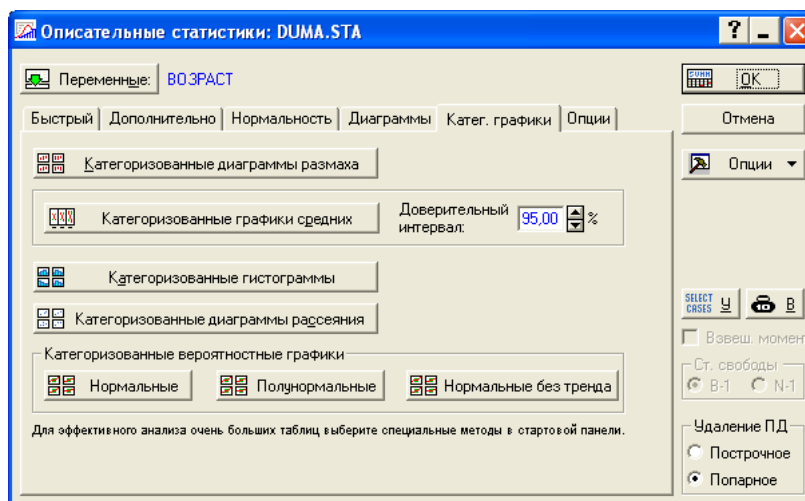 Описательные статистики: DUMA.STA
Переменные: ВОЗРАСТ
Быстрый Дополнительно Нормальность Диаграммы Катег. графики Опции
Категоризованные диаграммы размаха
Категоризованные графики средних
Доверительный
интервал: 95,00 %
Категоризованные гистограммы
Категоризованные диаграммы рассеяния
Категоризованные вероятностные графики
Нормальные Полунормальные Нормальные без тренда
Для эффективного анализа очень больших таблиц выберите специальные методы в стартовой панели.
SUMM
OK
Отмена
Опции
SELECT
CASES У В
Взвеш. момен
Ст. свободы
В-1 N-1
Удаление ПД
Построчное
Попарное